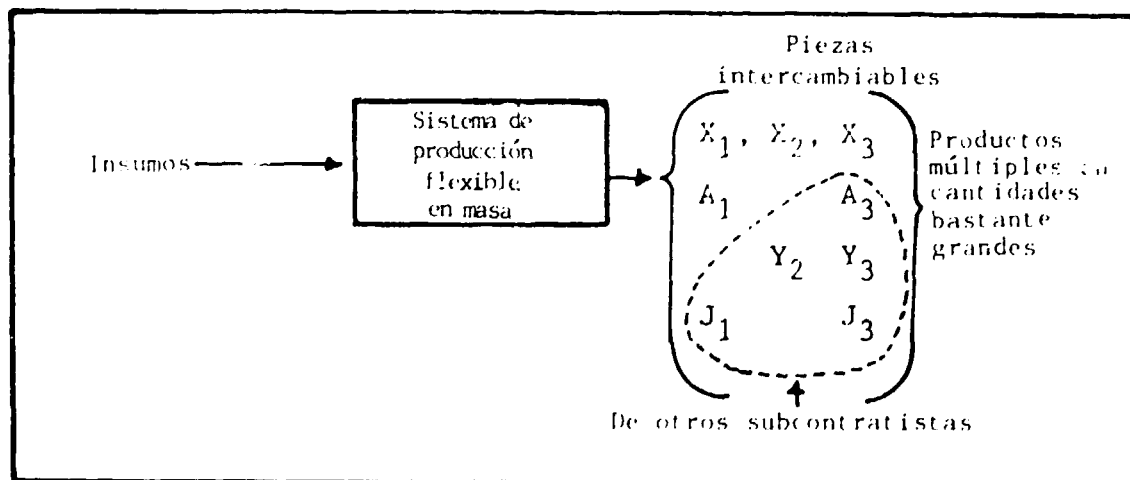 Piezas
intercambiables
Insumos
Sistema de
producción
flexible
en masa
X1, X2, X3
A1 A3
Y2 Y3
J1 J3
Productos
múltiples en
cantidades
bastante
grandes
De otros subcontratistas